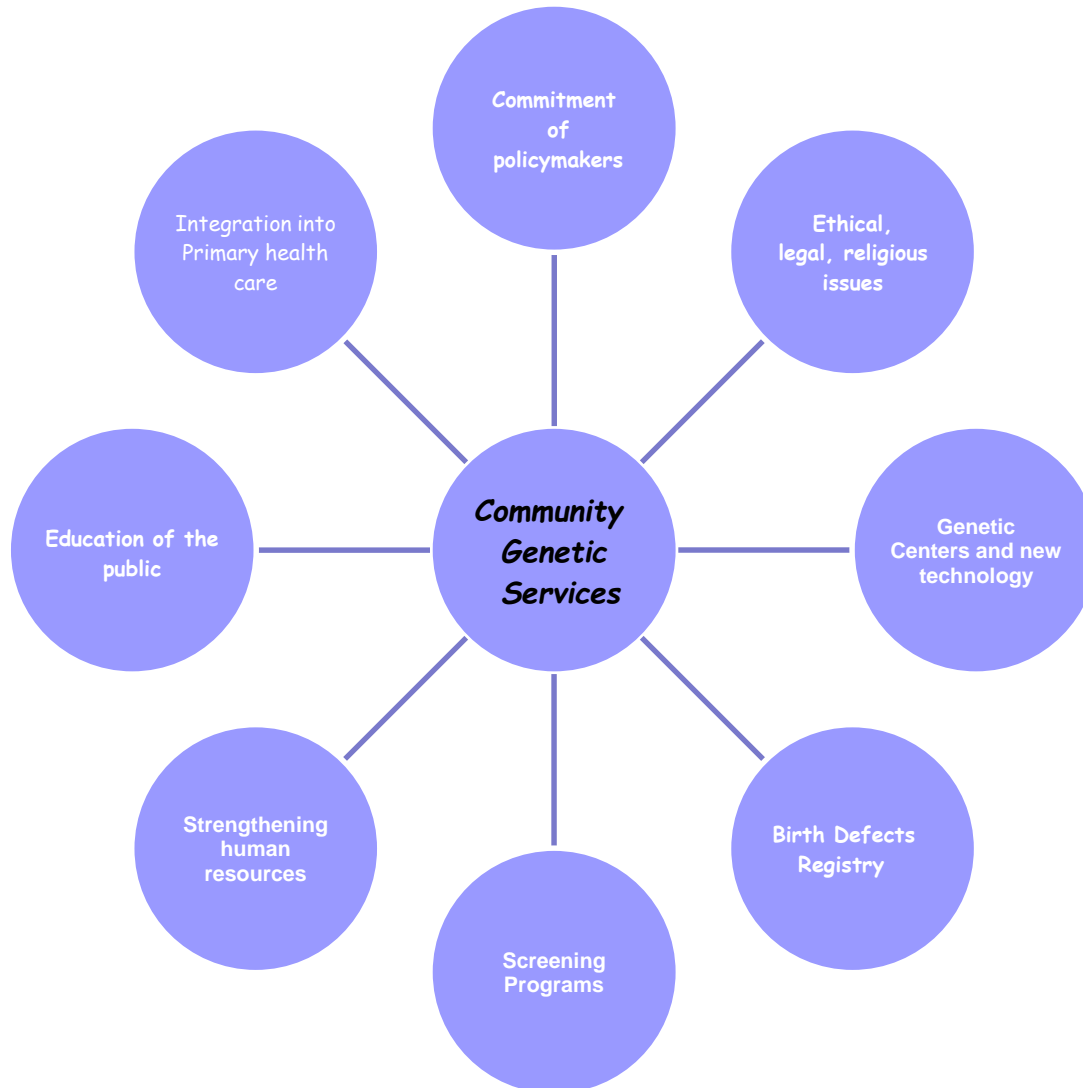 Commitment
of
policymakers
Ethical,
legal, religious
issues
Genetic
Centers and new
technology
Birth Defects
Registry
Screening
Programs
Strengthening
human
resources
Education of the
public
Integration into
Primary health
care
Community
Genetic
Services